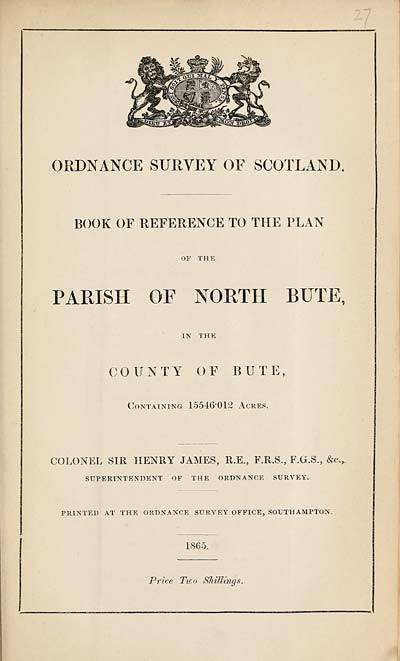 27
ORDNANCE SURVEY OF SCOTLAND.
BOOK OF REFERENCE TO THE PLAN
OF THE
PARISH OF NORTH BUTE,
IN THE
COUNTY OF BUTE,
CONTAINING 15546·012 ACRES.
COLONEL SIR HENRY JAMES, R.E., F.R.S., F.G.S., &c.,
SUPERINTENDENT OF THE ORDNANCE SURVEY.
PRINTED AT THE ORDNANCE SURVEY OFFICE, SOUTHAMPTON.
1865.
Price Two Shillings.